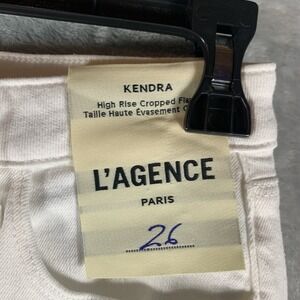 KENDRA
High Rise Cropped
Taille Haute Évasement
L'AGENCE
PARIS
26